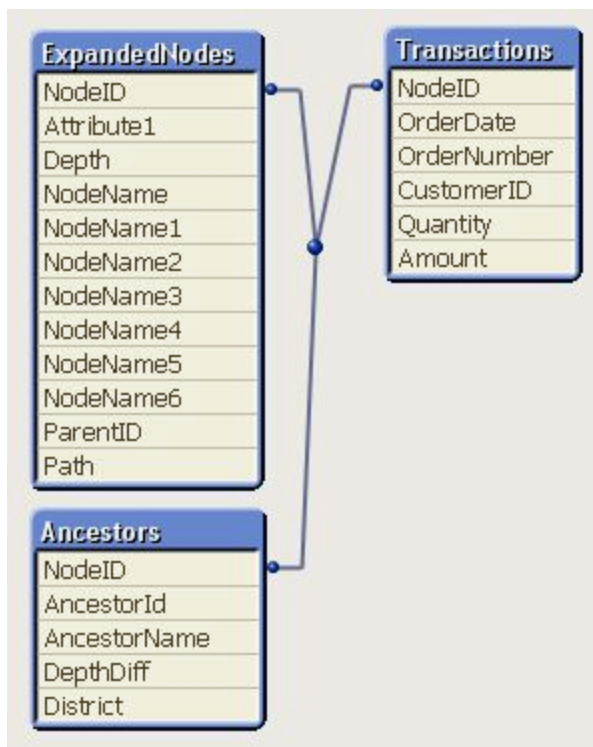 ExpandedNodes
NodeID
Attribute1
Depth
NodeName
NodeName1
NodeName2
NodeName3
NodeName4
NodeName5
NodeName6
ParentID
Path
Transactions
NodeID
OrderDate
OrderNumber
CustomerID
Quantity
Amount
Ancestors
NodeID
AncestorId
AncestorName
DepthDiff
District